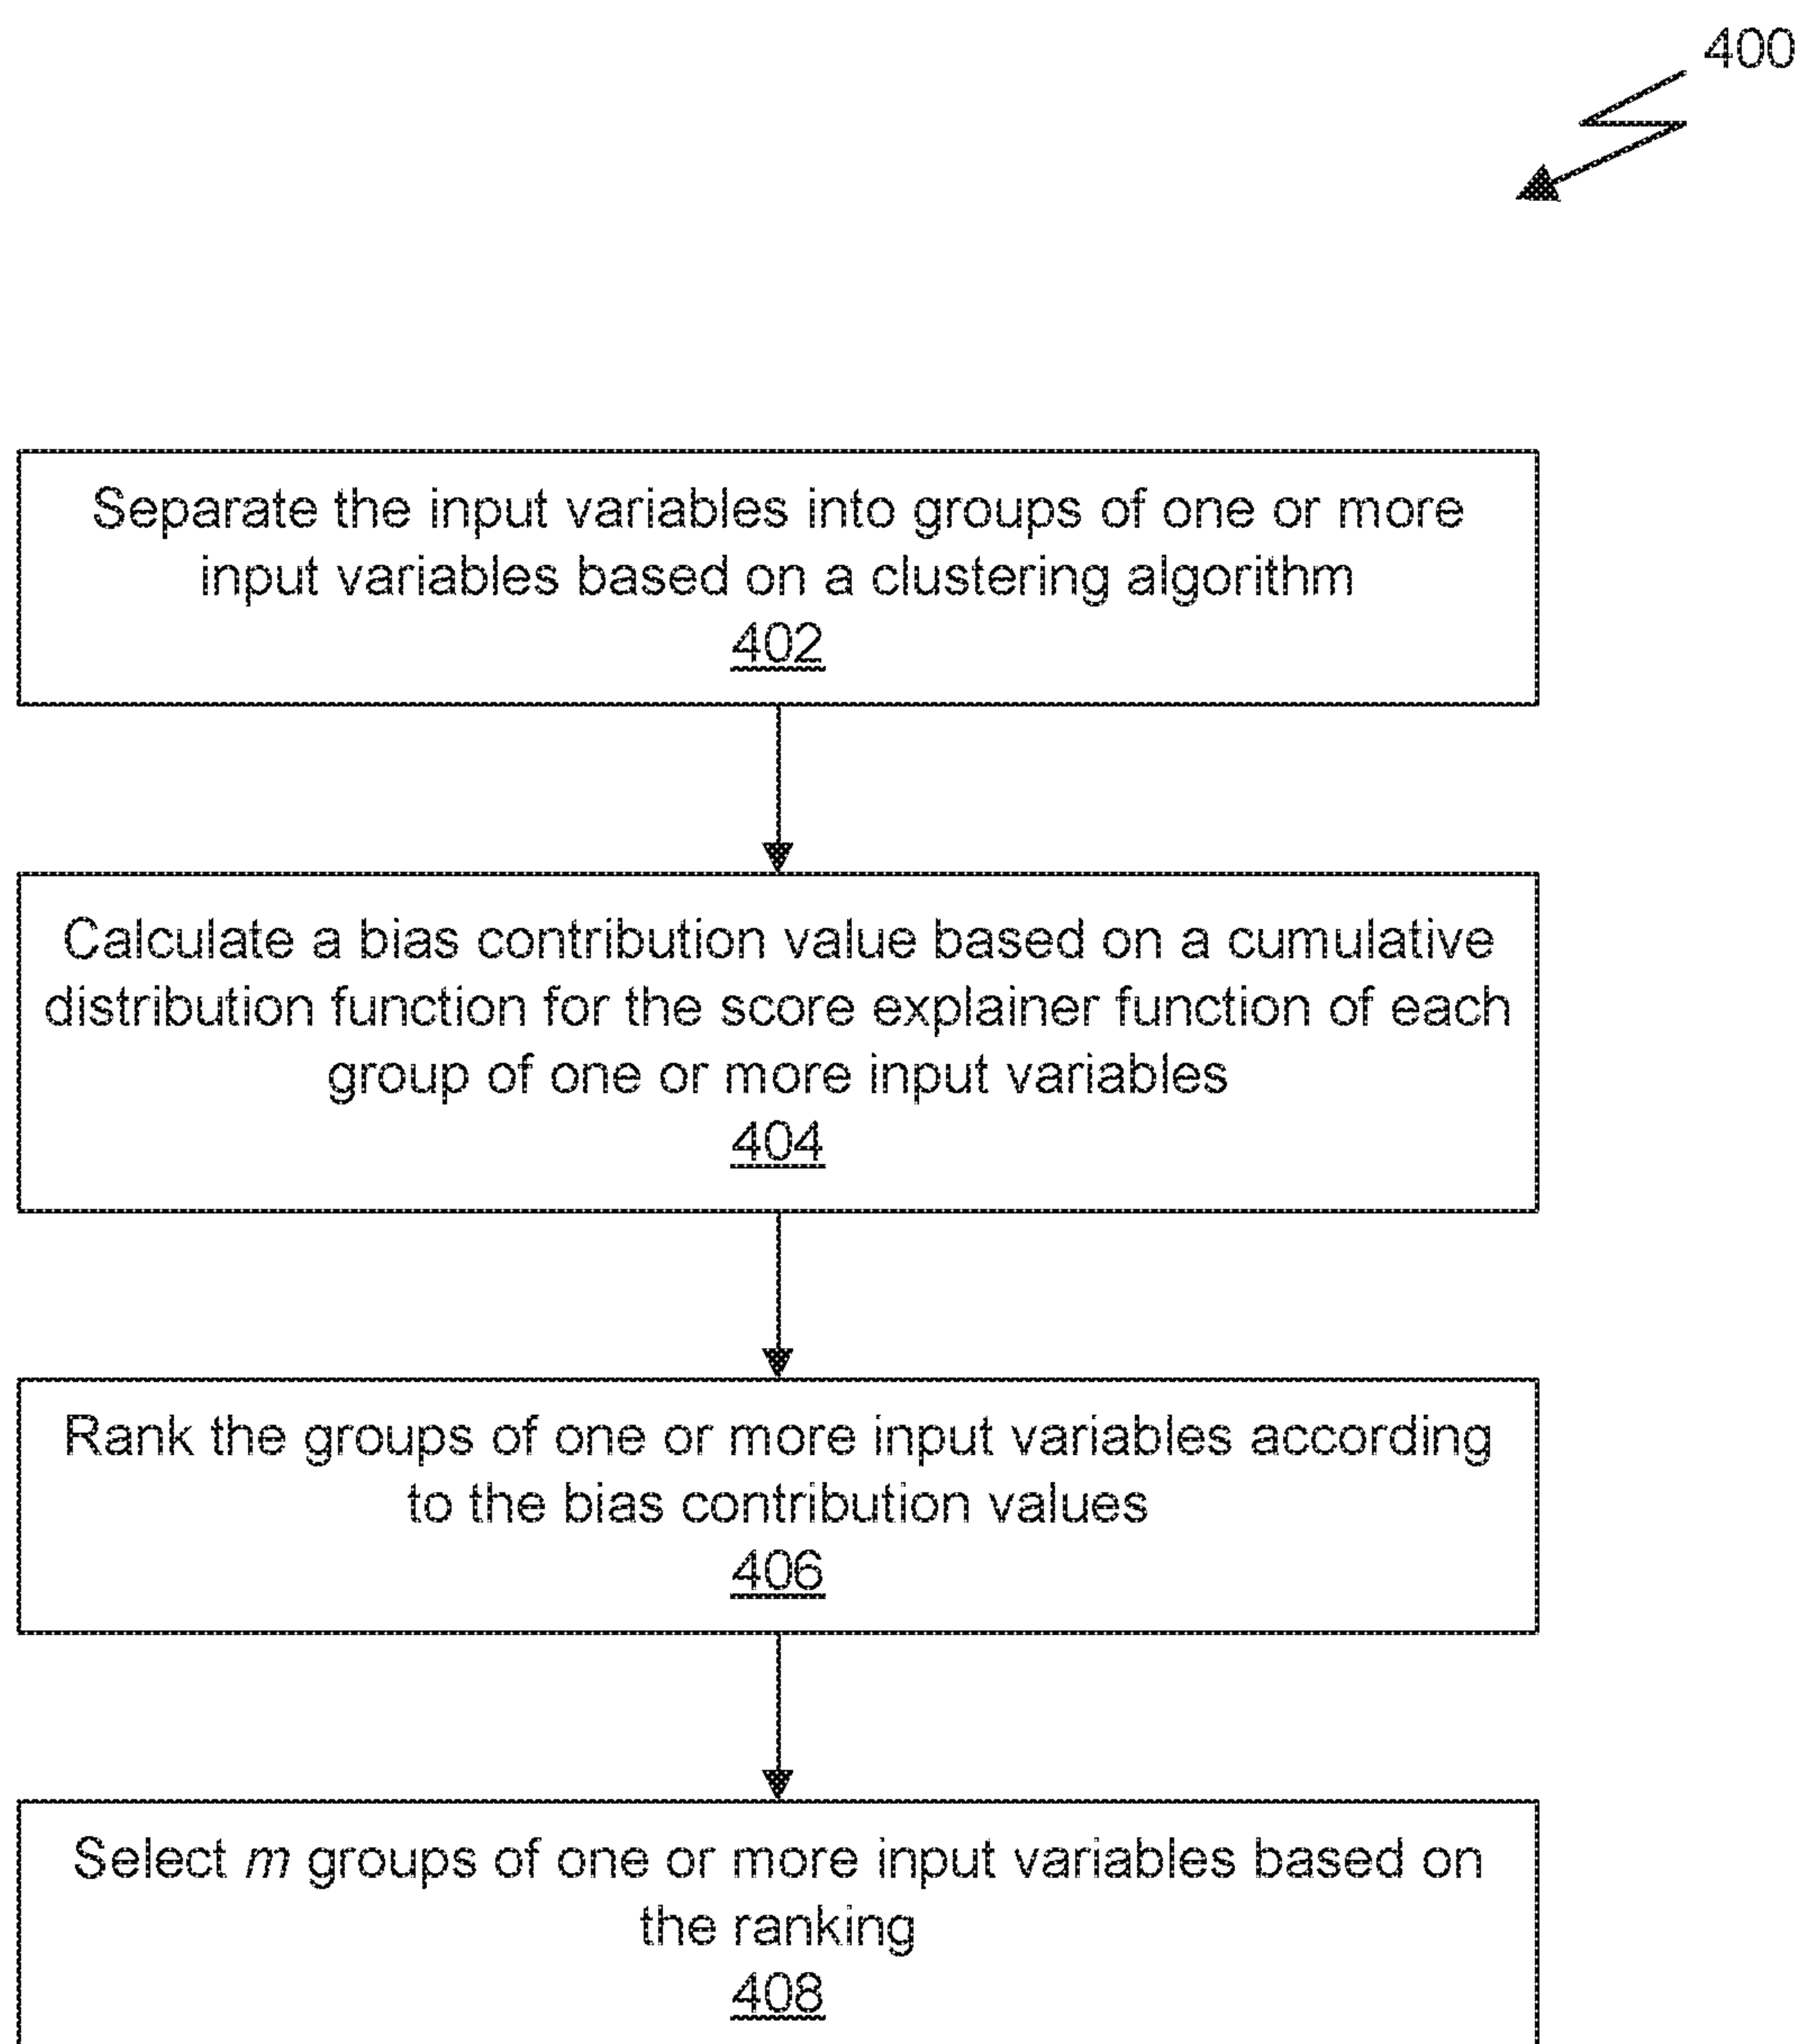 400
Separate the input variables into groups of one or more
input variables based on a clustering algorithm
402
Calculate a bias contribution value based on a cumulative
distribution function for the score explainer function of each
group of one or more input variables
404
Rank the groups of one or more input variables according
to the bias contribution values
406
Select m groups of one or more input variables based on
the ranking
408